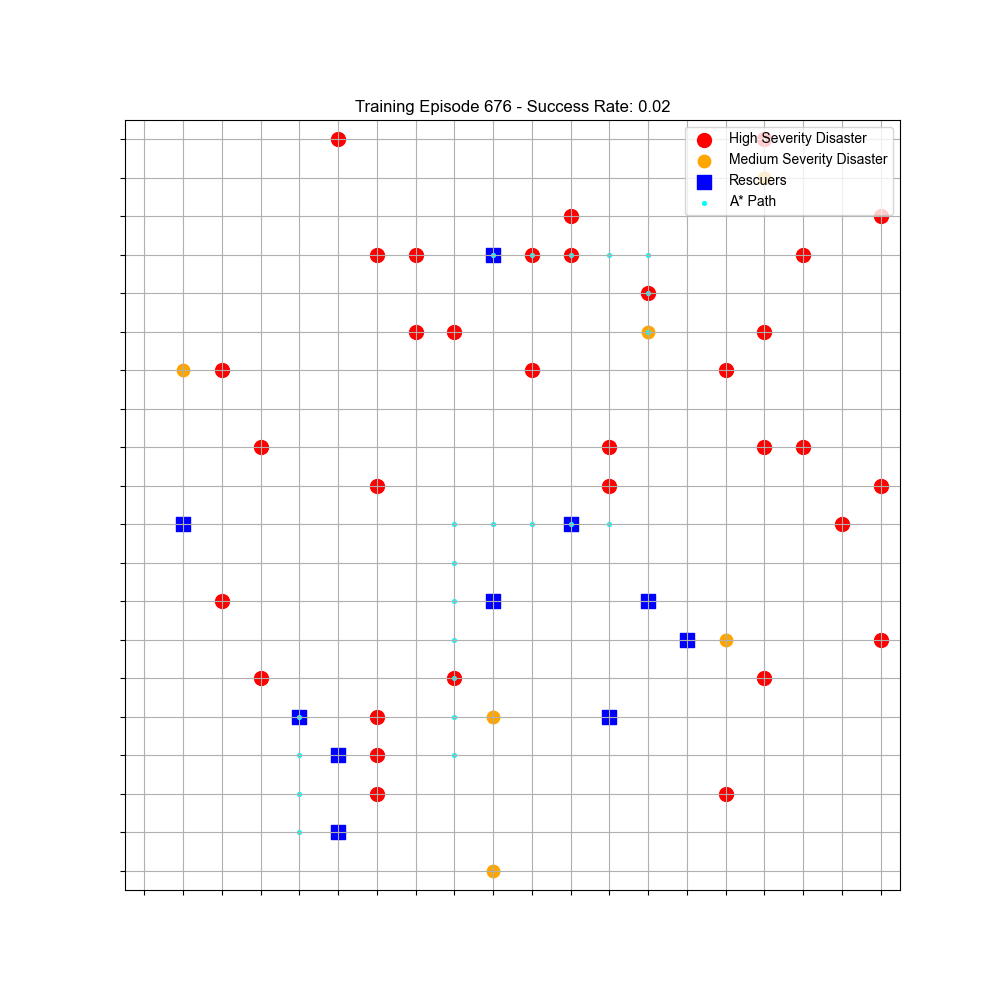 Training Episode 676 - Success Rate: 0.02
High Severity Disaster
Medium Severity Disaster
Rescuers
A* Path